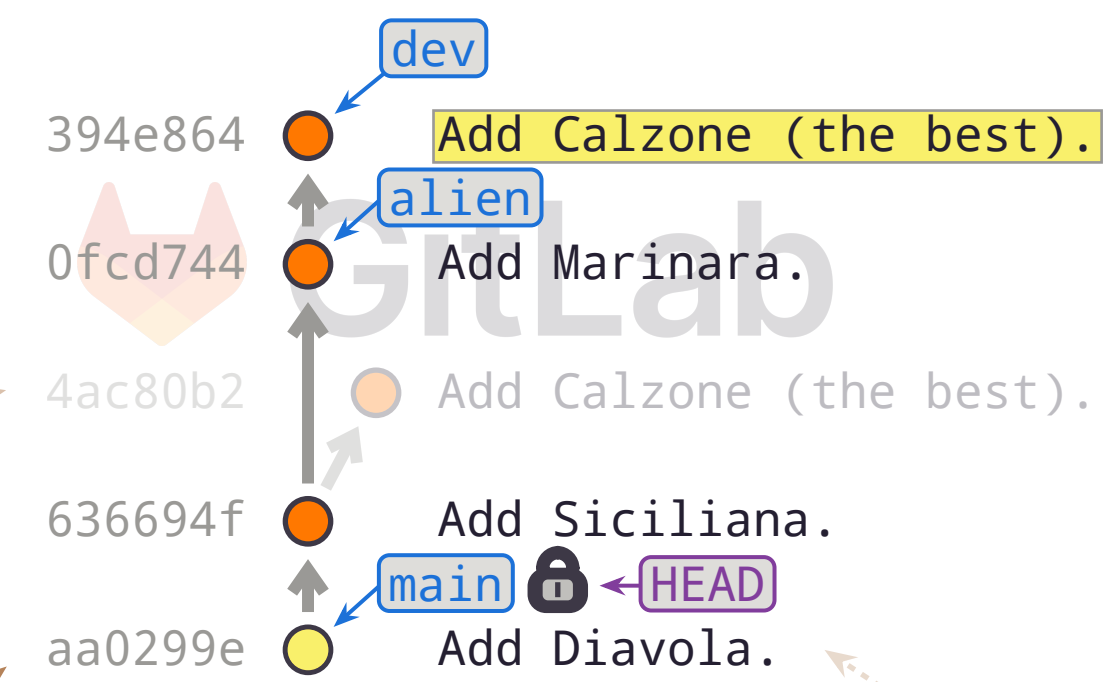 dev
394e864 Add Calzone (the best).
alien
0fcd744 Add Marinara.
GitLab
4ac80b2 Add Calzone (the best).
636694f Add Siciliana.
main HEAD
aa0299e Add Diavola.